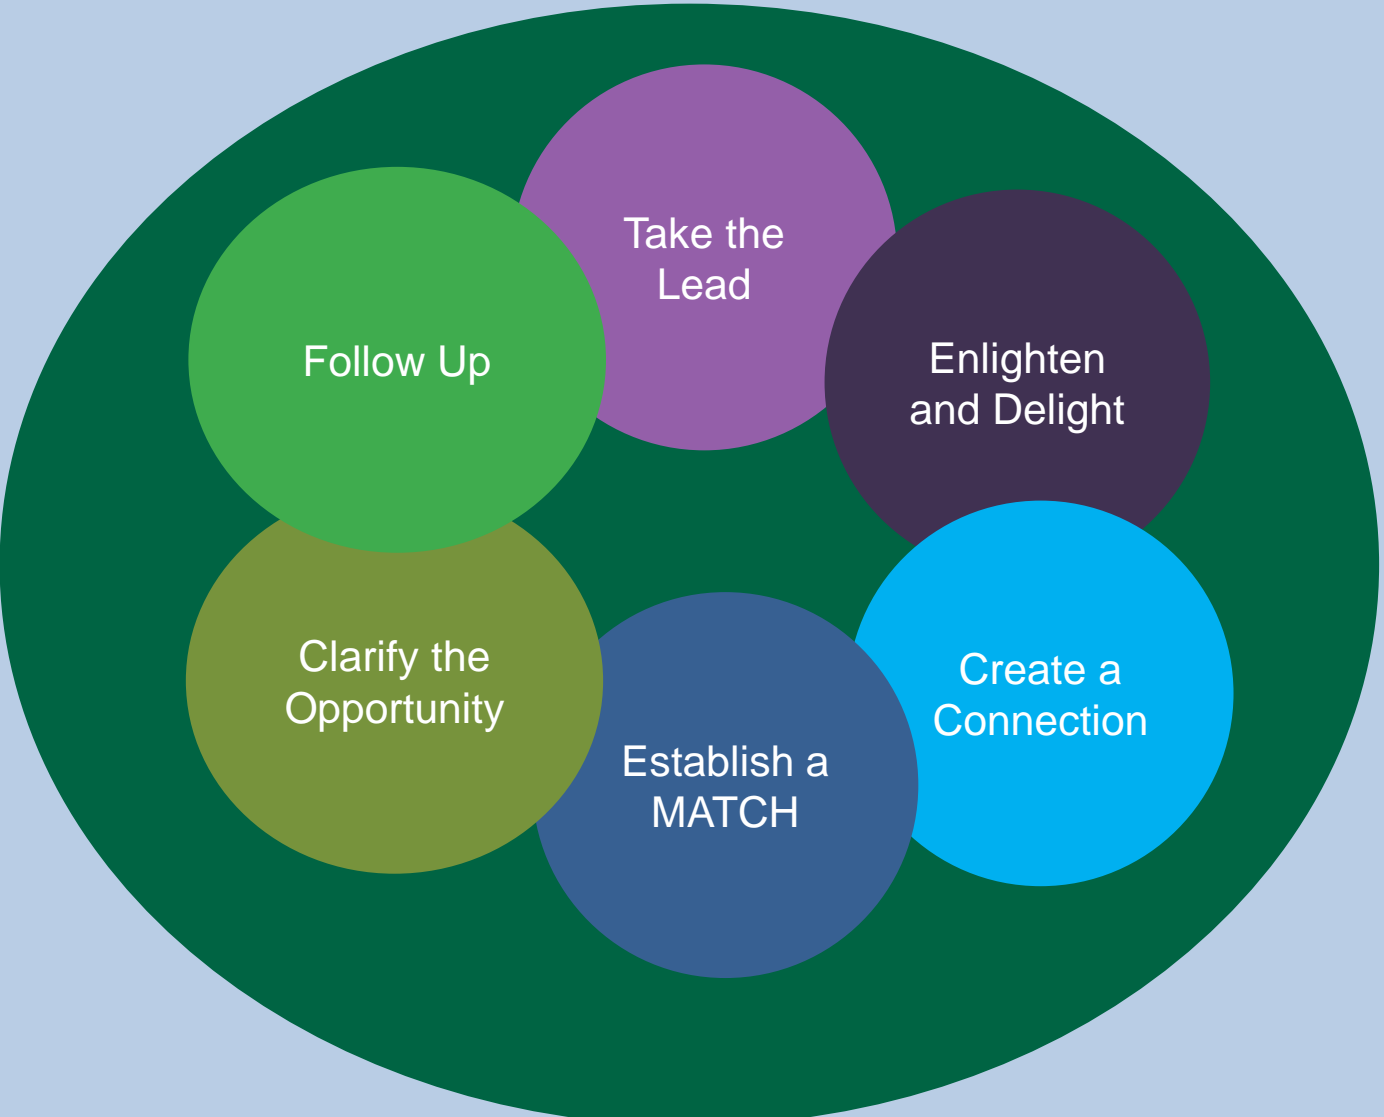 Take the
Lead
Enlighten
and Delight
Create a
Connection
Establish a
MATCH
Clarify the
Opportunity
Follow Up